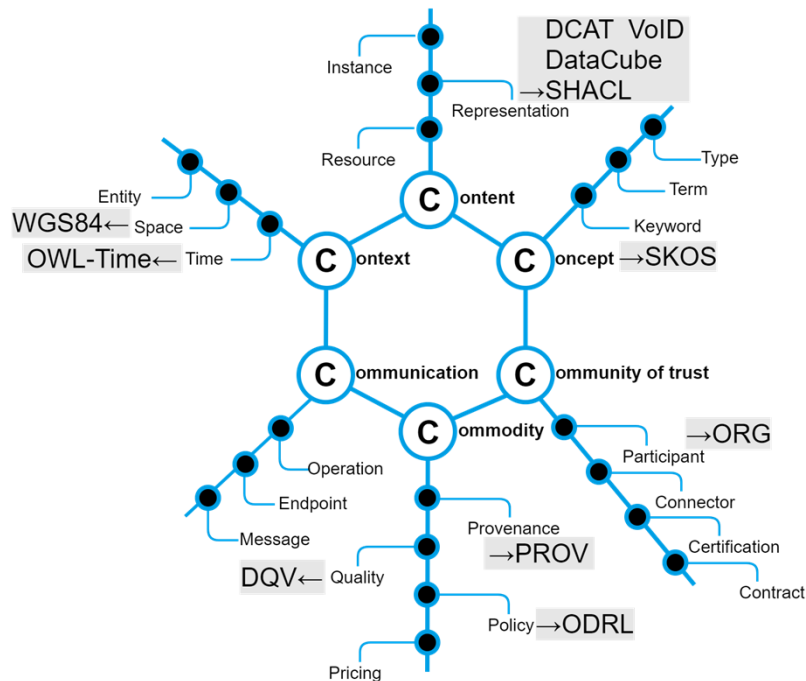 DCAT VoID
DataCube
→SHACL
Instance
Representation
Resource
Content
Type
Term
Keyword
Concept →SKOS
Entity
WGS84← Space
OWL-Time← Time
Context
Communication
Operation
Endpoint
Message
Community of trust
→ORG
Participant
Connector
Certification
Contract
Commodity
Provenance
→PROV
DQV← Quality
Policy →ODRL
Pricing